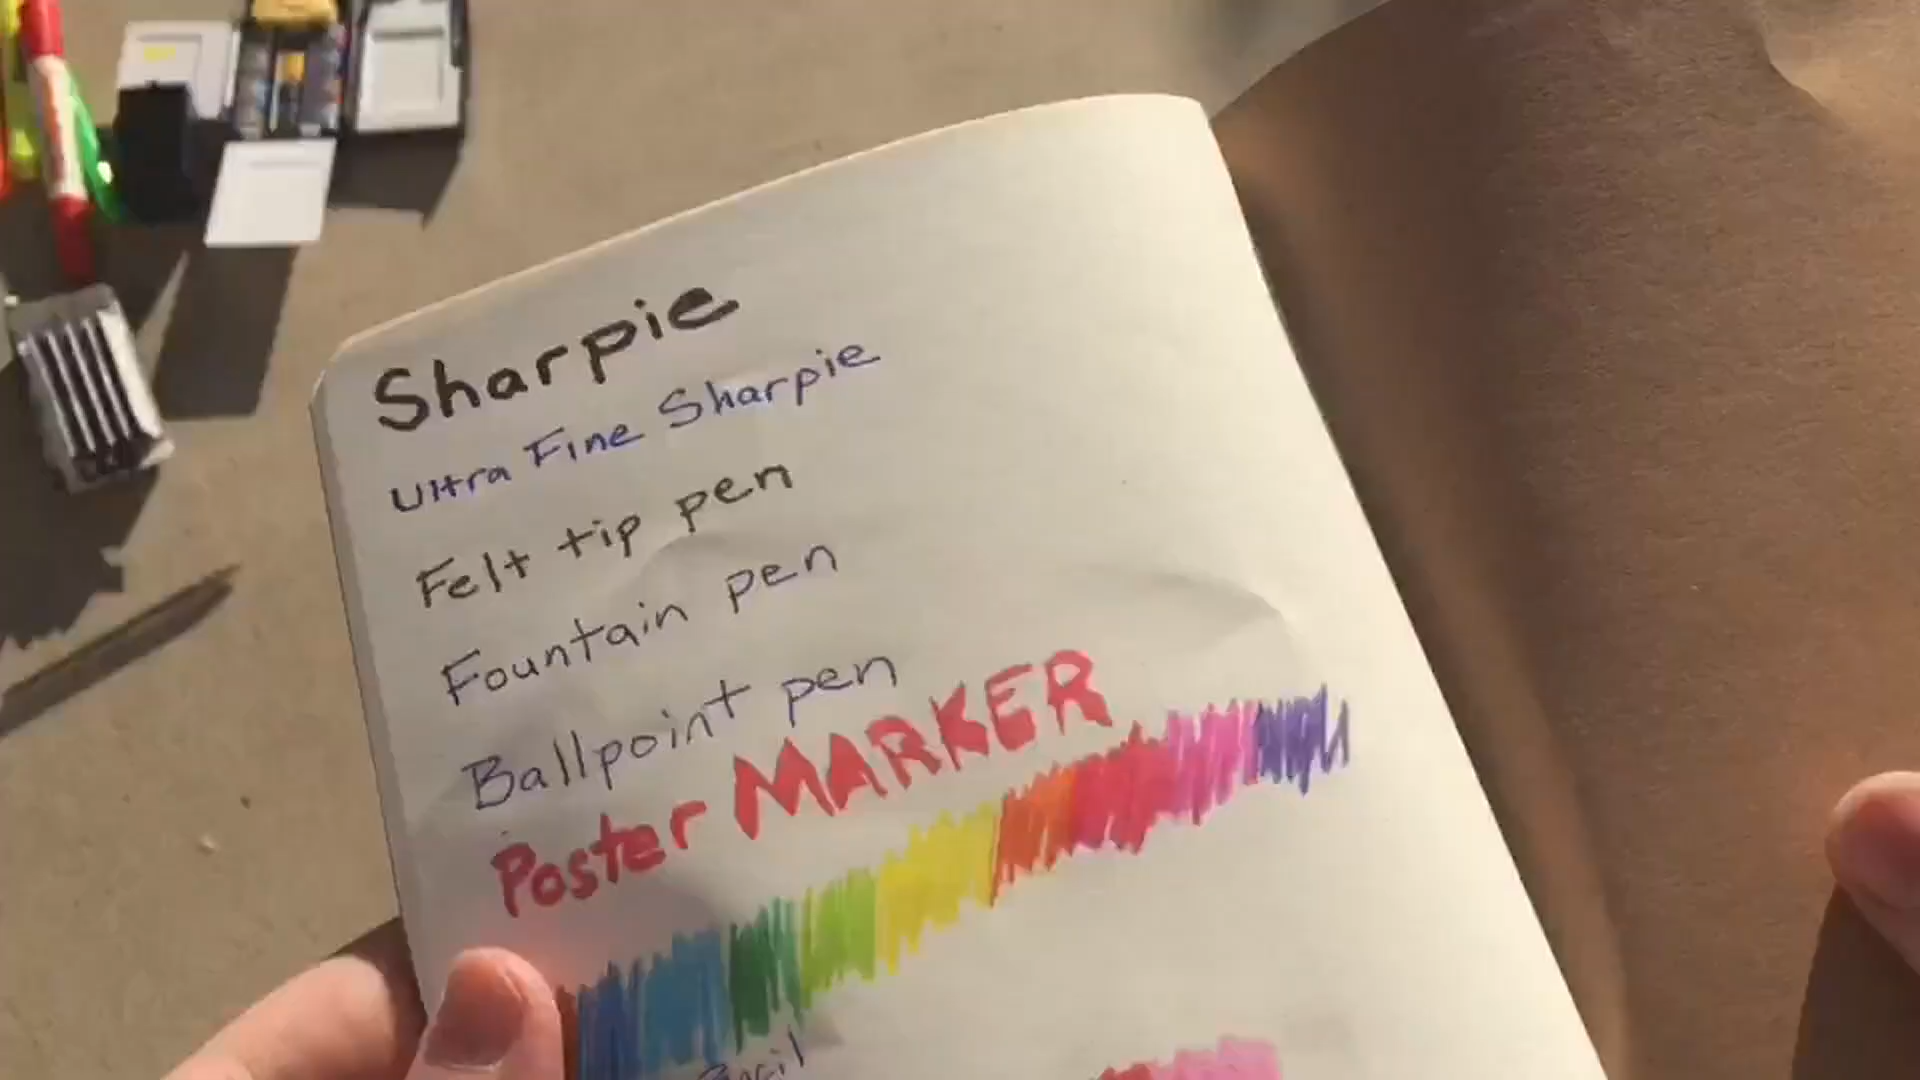 Sharpie
Ultra Fine Sharpie
Felt tip pen
Fountain pen
Ballpoint pen
Poster MARKER